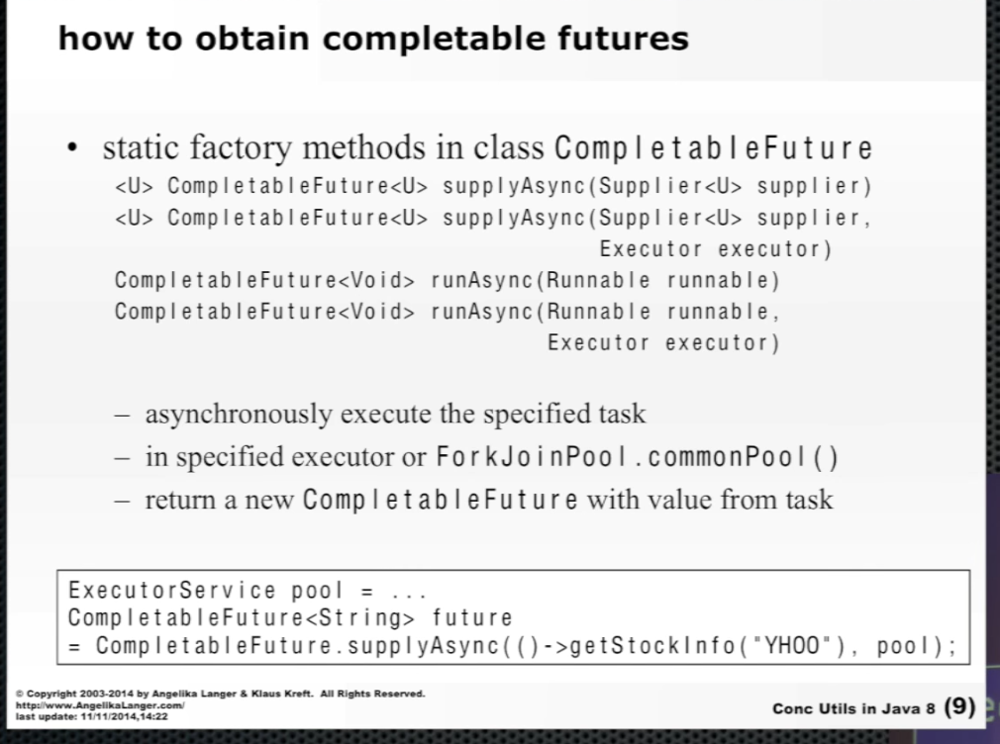 how to obtain completable futures
• static factory methods in class CompletableFuture
<U> CompletableFuture<U> supplyAsync(Supplier<U> supplier)
<U> CompletableFuture<U> supplyAsync(Supplier<U> supplier,
Executor executor)
CompletableFuture<Void> runAsync(Runnable runnable)
CompletableFuture<Void> runAsync(Runnable runnable,
Executor executor)
– asynchronously execute the specified task
– in specified executor or ForkJoinPool.commonPool()
– return a new CompletableFuture with value from task
ExecutorService pool = ...
CompletableFuture<String> future
= CompletableFuture.supplyAsync(()->getStockInfo("YHOO"), pool);
© Copyright 2003-2014 by Angelika Langer & Klaus Kreft. All Rights Reserved.
http://www.AngelikaLanger.com/
last update: 11/11/2014,14:22
Conc Utils in Java 8 (9)